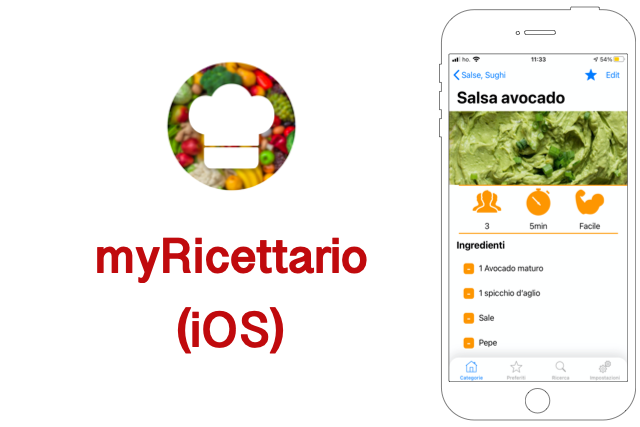 myRicettario
(iOS)
ho. 11:33 54%
Salse, Sughi Edit
Salsa avocado
3 5min Facile
Ingredienti
1 Avocado maturo
1 spicchio d'aglio
Sale
Pepe
Categorie Preferiti Ricerca Impostazioni